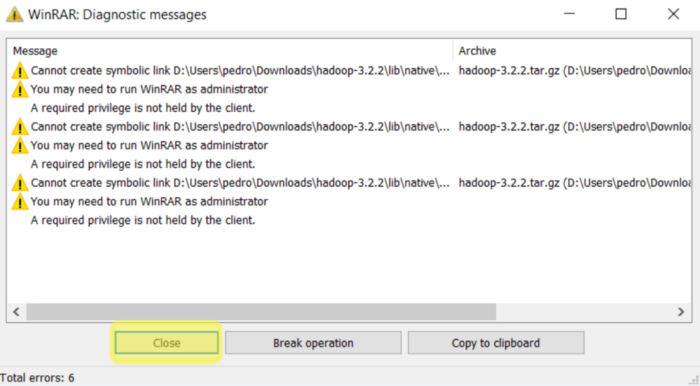 WinRAR: Diagnostic messages
Message Archive
Cannot create symbolic link D:\Users\pedro\Downloads\hadoop-3.2.2\lib\native\... hadoop-3.2.2.tar.gz (D:\Users\pedro\Downloa
You may need to run WinRAR as administrator
A required privilege is not held by the client.
Cannot create symbolic link D:\Users\pedro\Downloads\hadoop-3.2.2\lib\native\... hadoop-3.2.2.tar.gz (D:\Users\pedro\Downloa
You may need to run WinRAR as administrator
A required privilege is not held by the client.
Cannot create symbolic link D:\Users\pedro\Downloads\hadoop-3.2.2\lib\native\... hadoop-3.2.2.tar.gz (D:\Users\pedro\Downloa
You may need to run WinRAR as administrator
A required privilege is not held by the client.
Close Break operation Copy to clipboard
Total errors: 6